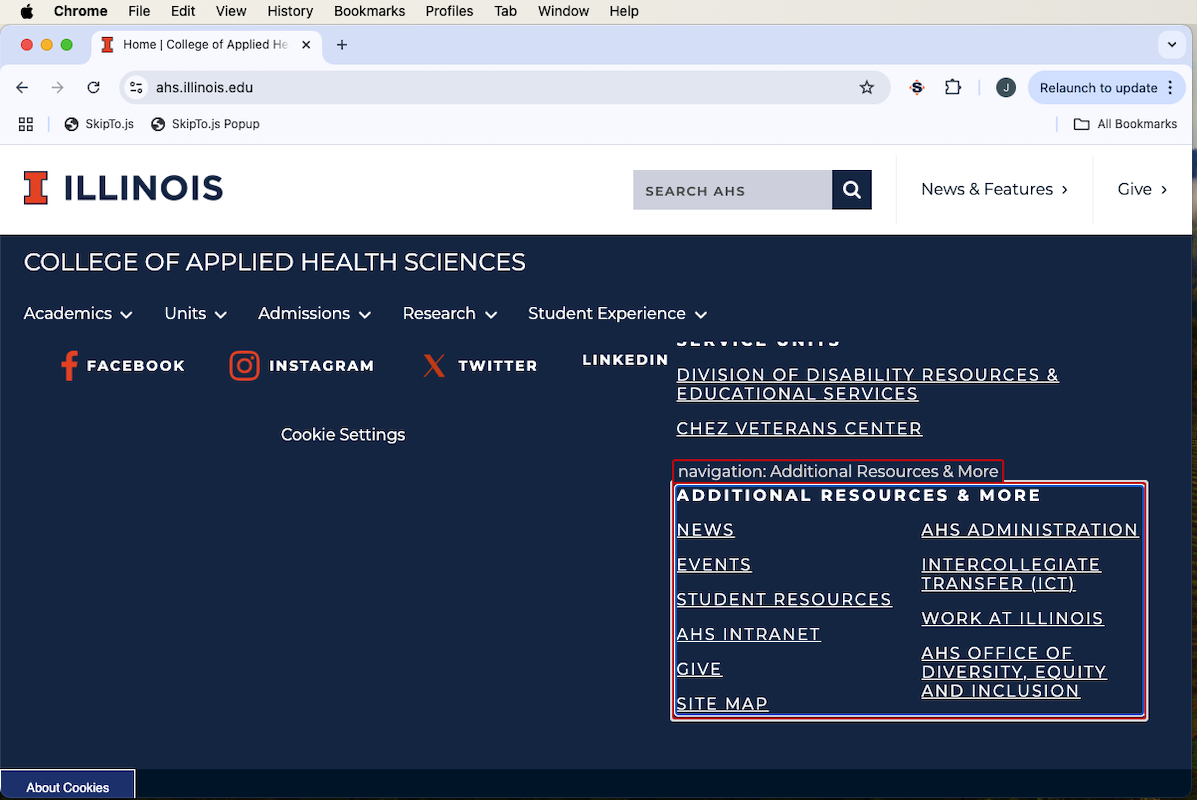 Chrome File Edit View History Bookmarks Profiles Tab Window Help
Home | College of Applied He
ahs.illinois.edu
J
Relaunch to update
SkipTo.js
SkipTo.js Popup
All Bookmarks
ILLINOIS
SEARCH AHS
News & Features
Give
COLLEGE OF APPLIED HEALTH SCIENCES
Academics Units Admissions Research Student Experience
FACEBOOK
INSTAGRAM
TWITTER
LINKEDIN
Cookie Settings
SERVICE UNITS
DIVISION OF DISABILITY RESOURCES &
EDUCATIONAL SERVICES
CHEZ VETERANS CENTER
navigation: Additional Resources & More
ADDITIONAL RESOURCES & MORE
NEWS
EVENTS
STUDENT RESOURCES
AHS INTRANET
GIVE
SITE MAP
AHS ADMINISTRATION
INTERCOLLEGIATE
TRANSFER (ICT)
WORK AT ILLINOIS
AHS OFFICE OF
DIVERSITY, EQUITY
AND INCLUSION
About Cookies